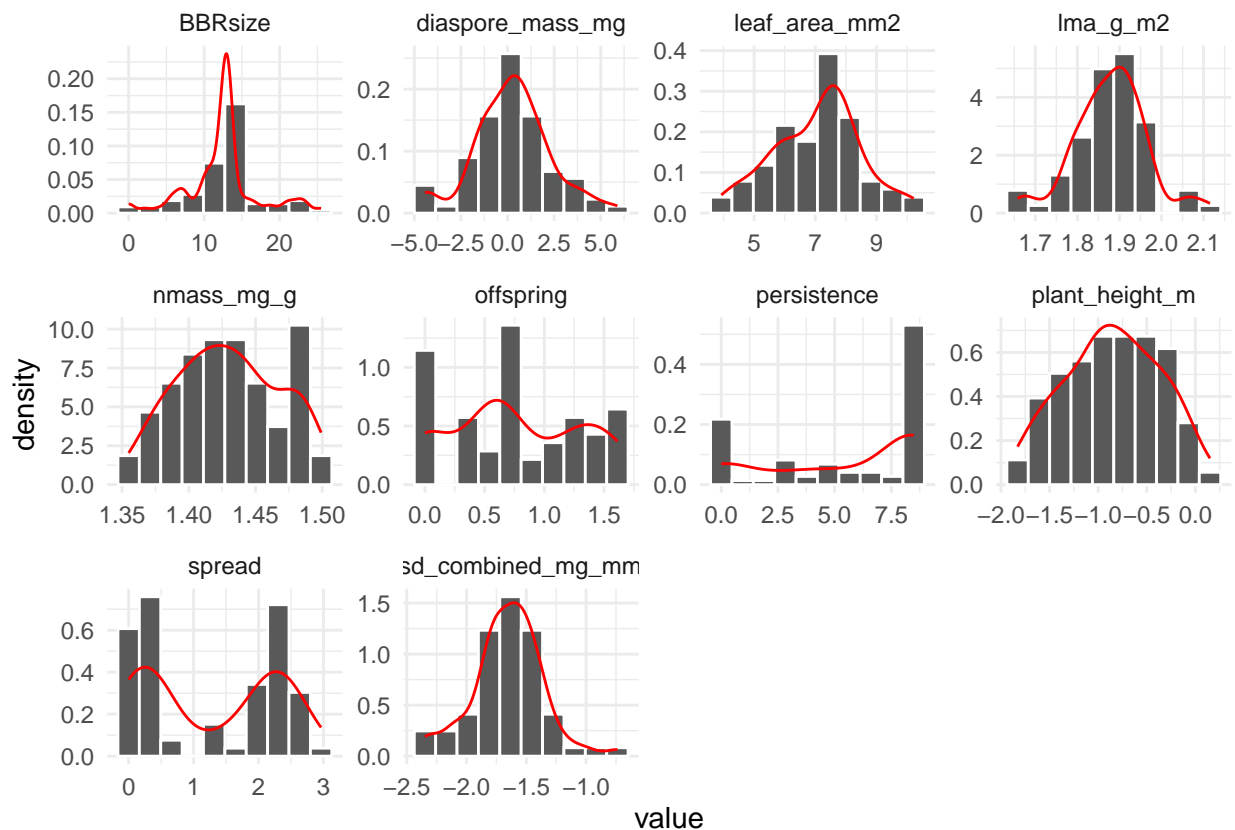 BBRsize diaspore_mass_mg leaf_area_mm2 lma_g_m2
0.20
0.15
0.10
0.05
0.00
0 10 20
0.2
0.1
0.0
−5.0 −2.5 0.0 2.5 5.0
0.4
0.3
0.2
0.1
0.0
5 7 9
4
2
0
1.7 1.8 1.9 2.0 2.1
nmass_mg_g offspring persistence plant_height_m
10.0
7.5
5.0
2.5
0.0
1.35 1.40 1.45 1.50
1.0
0.5
0.0
0.0 0.5 1.0 1.5
0.4
0.2
0.0
0.0 2.5 5.0 7.5
0.6
0.4
0.2
0.0
−2.0 −1.5 −1.0 −0.5 0.0
spread sd_combined_mg_mm
0.6
0.4
0.2
0.0
0 1 2 3
1.5
1.0
0.5
0.0
−2.5 −2.0 −1.5 −1.0
density
value